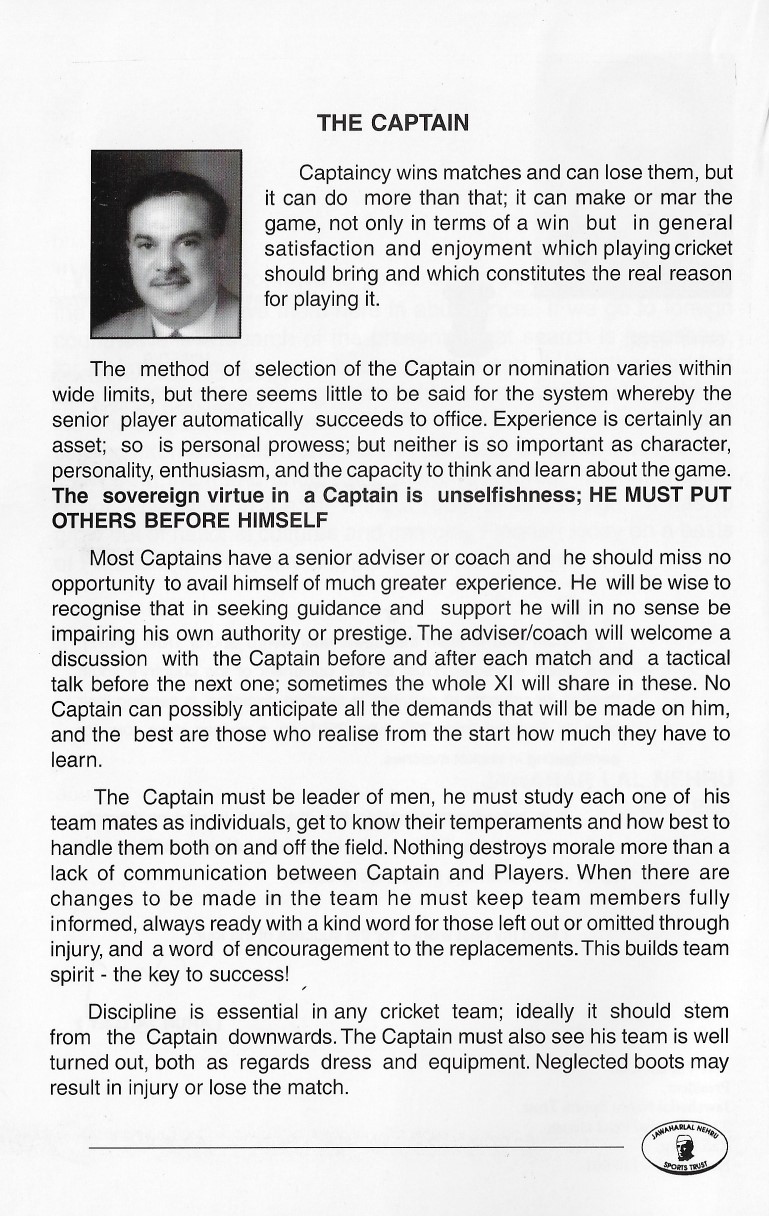 THE CAPTAIN
Captaincy wins matches and can lose them, but
it can do more than that; it can make or mar the
game, not only in terms of a win but in general
satisfaction and enjoyment which playing cricket
should bring and which constitutes the real reason
for playing it.
The method of selection of the Captain or nomination varies within
wide limits, but there seems little to be said for the system whereby the
senior player automatically succeeds to office. Experience is certainly an
asset; so is personal prowess; but neither is so important as character,
personality, enthusiasm, and the capacity to think and learn about the game.
The sovereign virtue in a Captain is unselfishness; HE MUST PUT
OTHERS BEFORE HIMSELF
Most Captains have a senior adviser or coach and he should miss no
opportunity to avail himself of much greater experience. He will be wise to
recognise that in seeking guidance and support he will in no sense be
impairing his own authority or prestige. The adviser/coach will welcome a
discussion with the Captain before and after each match and a tactical
talk before the next one; sometimes the whole XI will share in these. No
Captain can possibly anticipate all the demands that will be made on him,
and the best are those who realise from the start how much they have to
learn.
The Captain must be leader of men, he must study each one of his
team mates as individuals, get to know their temperaments and how best to
handle them both on and off the field. Nothing destroys morale more than a
lack of communication between Captain and Players. When there are
changes to be made in the team he must keep team members fully
informed, always ready with a kind word for those left out or omitted through
injury, and a word of encouragement to the replacements. This builds team
spirit - the key to success!
Discipline is essential in any cricket team; ideally it should stem
from the Captain downwards. The Captain must also see his team is well
turned out, both as regards dress and equipment. Neglected boots may
result in injury or lose the match.
JAWAHARLAL NEHRU
SPORTS TRUST